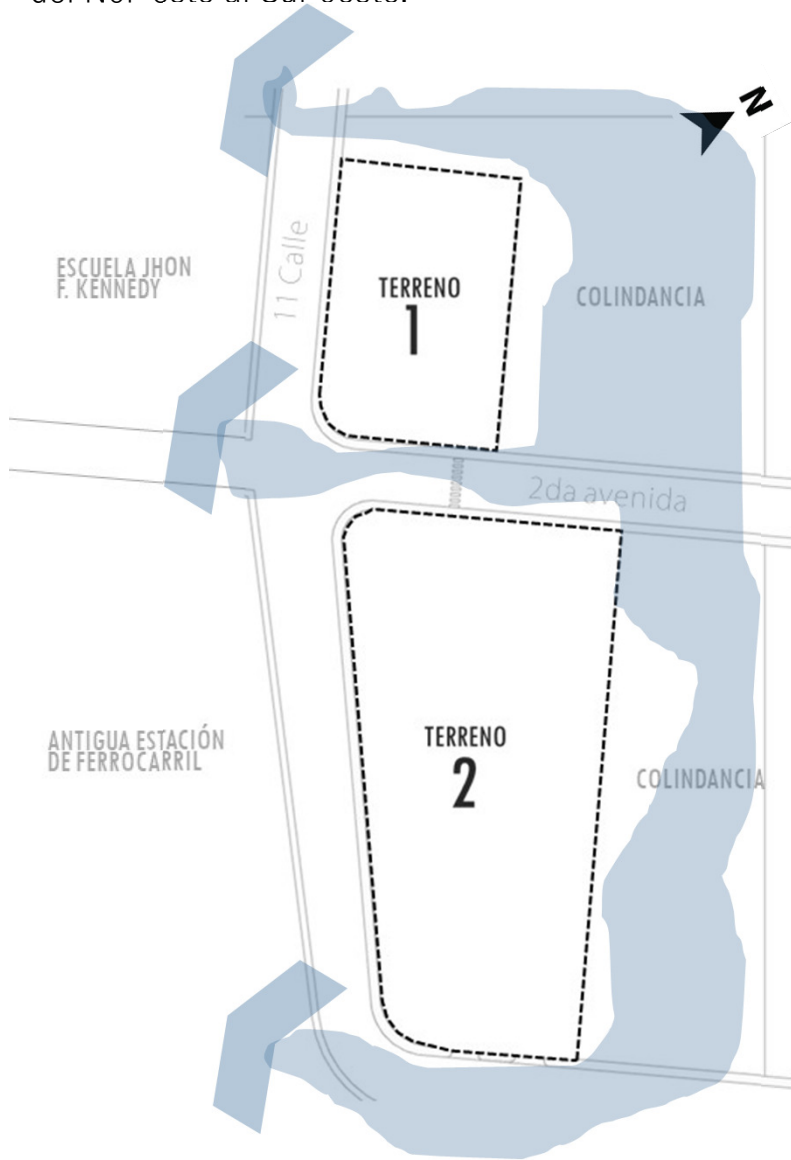 N
ESCUELA JHON
F. KENNEDY
11 Calle
TERRENO
1
COLINDANCIA
2da avenida
ANTIGUA ESTACIÓN
DE FERROCARRIL
TERRENO
2
COLINDANCIA